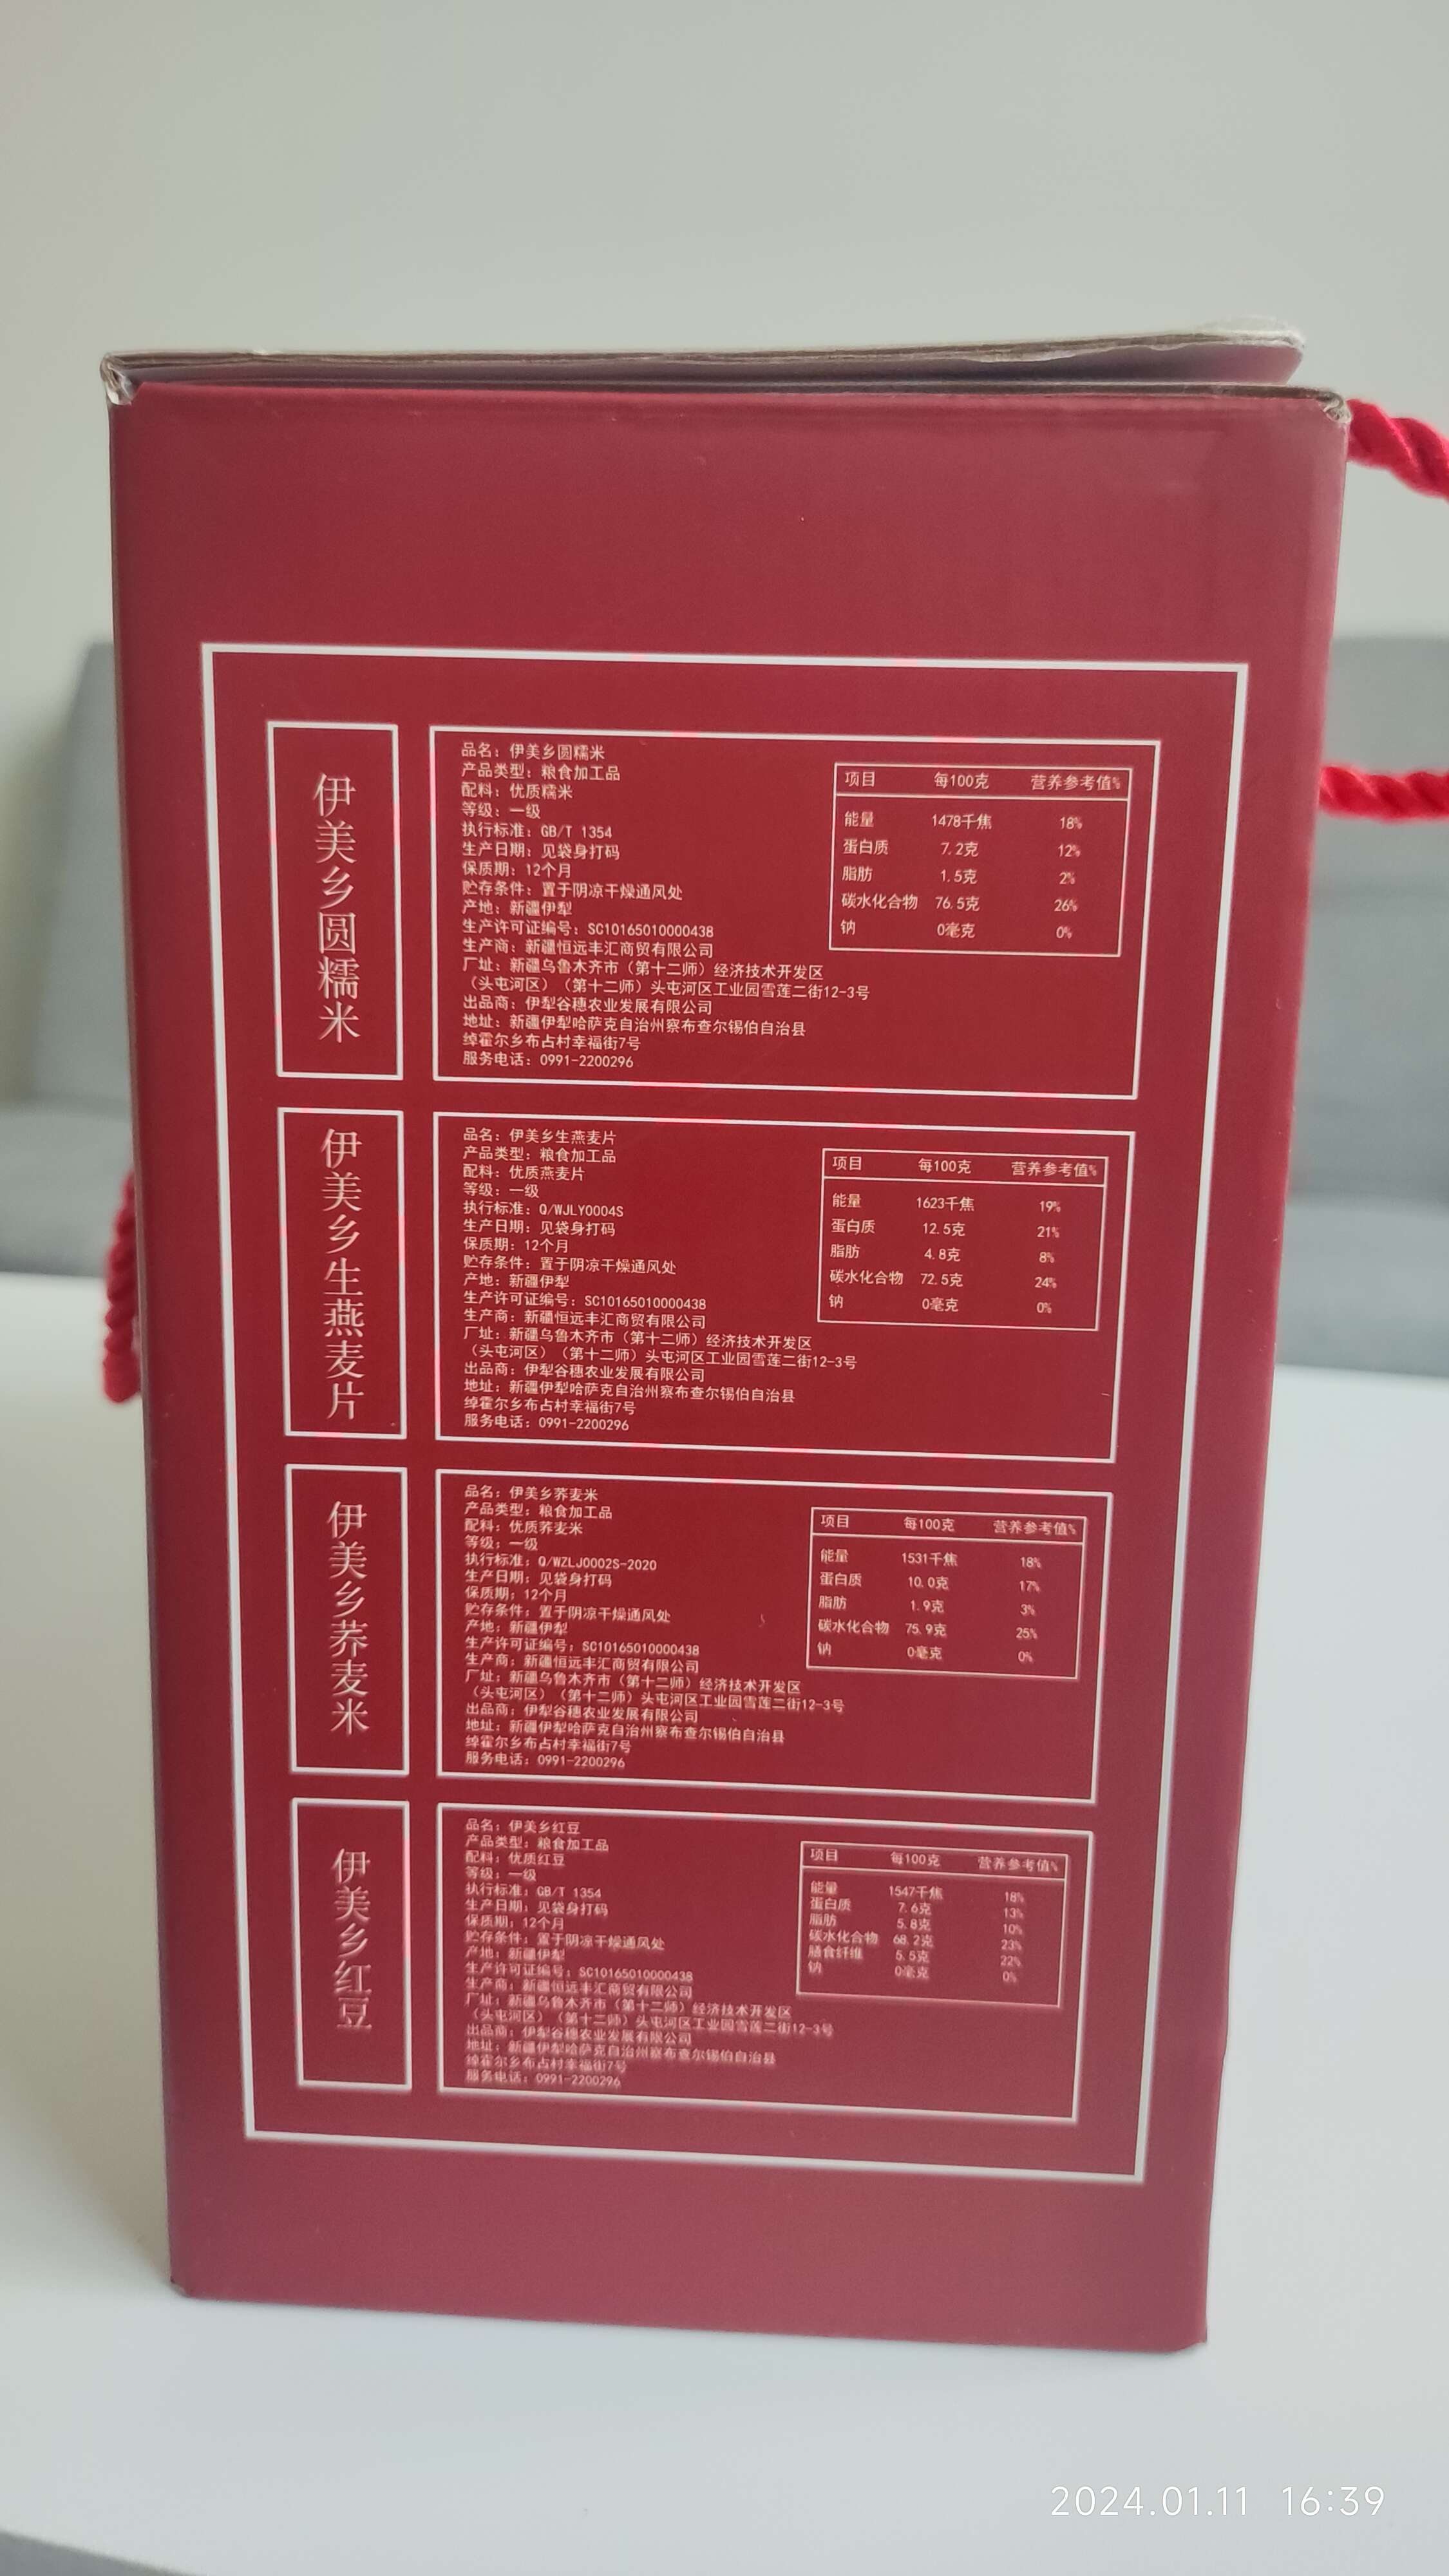 伊美乡圆糯米
品名：伊美乡圆糯米
产品类型：粮食加工品
配料：优质糯米
等级：一级
执行标准：GB/T 1354
生产日期：见袋身打码
保质期：12个月
贮存条件：置于阴凉干燥通风处
产地：新疆伊犁
生产许可证编号：SC10165010000438
生产商：新疆恒远丰汇商贸有限公司
厂址：新疆乌鲁木齐市（第十二师）经济技术开发区
（头屯河区）（第十二师）头屯河区工业园雪莲二街12-3号
出品商：伊犁谷穗农业发展有限公司
地址：新疆伊犁哈萨克自治州察布查尔锡伯自治县
绰霍尔乡布占村幸福街7号
服务电话：0991-2200296
项目 每100克 营养参考值%
能量 1478千焦 18%
蛋白质 7.2克 12%
脂肪 1.5克 2%
碳水化合物 76.5克 26%
钠 0毫克 0%
伊美乡生燕麦片
品名：伊美乡生燕麦片
产品类型：粮食加工品
配料：优质燕麦片
等级：一级
执行标准：Q/WJLY0004S
生产日期：见袋身打码
保质期：12个月
贮存条件：置于阴凉干燥通风处
产地：新疆伊犁
生产许可证编号：SC10165010000438
生产商：新疆恒远丰汇商贸有限公司
厂址：新疆乌鲁木齐市（第十二师）经济技术开发区
（头屯河区）（第十二师）头屯河区工业园雪莲二街12-3号
出品商：伊犁谷穗农业发展有限公司
地址：新疆伊犁哈萨克自治州察布查尔锡伯自治县
绰霍尔乡布占村幸福街7号
服务电话：0991-2200296
项目 每100克 营养参考值%
能量 1623千焦 19%
蛋白质 12.5克 21%
脂肪 4.8克 8%
碳水化合物 72.5克 24%
钠 0毫克 0%
伊美乡荞麦米
品名：伊美乡荞麦米
产品类型：粮食加工品
配料：优质荞麦米
等级：一级
执行标准：Q/WZLJ0002S-2020
生产日期：见袋身打码
保质期：12个月
贮存条件：置于阴凉干燥通风处
产地：新疆伊犁
生产许可证编号：SC10165010000438
生产商：新疆恒远丰汇商贸有限公司
厂址：新疆乌鲁木齐市（第十二师）经济技术开发区
（头屯河区）（第十二师）头屯河区工业园雪莲二街12-3号
出品商：伊犁谷穗农业发展有限公司
地址：新疆伊犁哈萨克自治州察布查尔锡伯自治县
绰霍尔乡布占村幸福街7号
服务电话：0991-2200296
项目 每100克 营养参考值%
能量 1531千焦 18%
蛋白质 10.0克 17%
脂肪 1.9克 3%
碳水化合物 75.9克 25%
钠 0毫克 0%
伊美乡红豆
品名：伊美乡红豆
产品类型：粮食加工品
配料：优质红豆
等级：一级
执行标准：GB/T 1354
生产日期：见袋身打码
保质期：12个月
贮存条件：置于阴凉干燥通风处
产地：新疆伊犁
生产许可证编号：SC10165010000438
生产商：新疆恒远丰汇商贸有限公司
厂址：新疆乌鲁木齐市（第十二师）经济技术开发区
（头屯河区）（第十二师）头屯河区工业园雪莲二街12-3号
出品商：伊犁谷穗农业发展有限公司
地址：新疆伊犁哈萨克自治州察布查尔锡伯自治县
绰霍尔乡布占村幸福街7号
服务电话：0991-2200296
项目 每100克 营养参考值%
能量 1547千焦 18%
蛋白质 7.6克 13%
脂肪 5.8克 10%
碳水化合物 68.2克 23%
膳食纤维 5.5克 22%
钠 0毫克 0%
2024.01.11 16:39